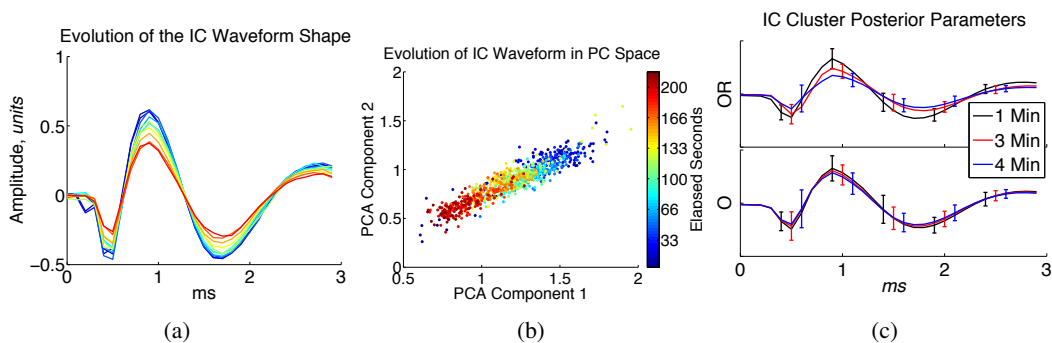 Evolution of the IC Waveform Shape
1
0.5
0
−0.5
Amplitude, units
0
1
2
3
ms
(a)
Evolution of IC Waveform in PC Space
2
1.5
1
0.5
0
PCA Component 2
0
0.5
1
1.5
2
PCA Component 1
200
166
133
100
66
33
Elapsed Seconds
(b)
IC Cluster Posterior Parameters
OR
O
1 Min
3 Min
4 Min
0
1
2
3
ms
(c)